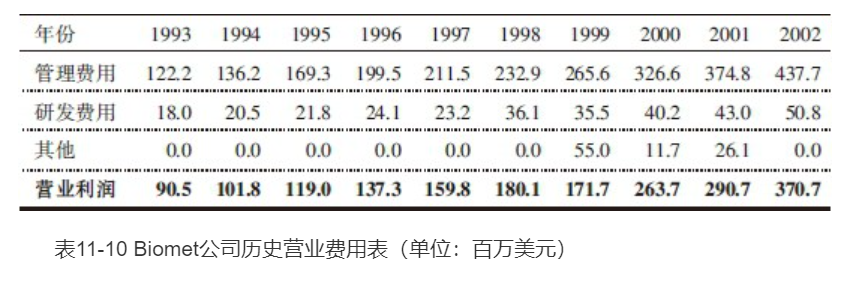 年份 1993 1994 1995 1996 1997 1998 1999 2000 2001 2002
管理费用 122.2 136.2 169.3 199.5 211.5 232.9 265.6 326.6 374.8 437.7
研发费用 18.0 20.5 21.8 24.1 23.2 36.1 35.5 40.2 43.0 50.8
其他 0.0 0.0 0.0 0.0 0.0 0.0 55.0 11.7 26.1 0.0
营业利润 90.5 101.8 119.0 137.3 159.8 180.1 171.7 263.7 290.7 370.7
表11-10 Biomet公司历史营业费用表（单位：百万美元）